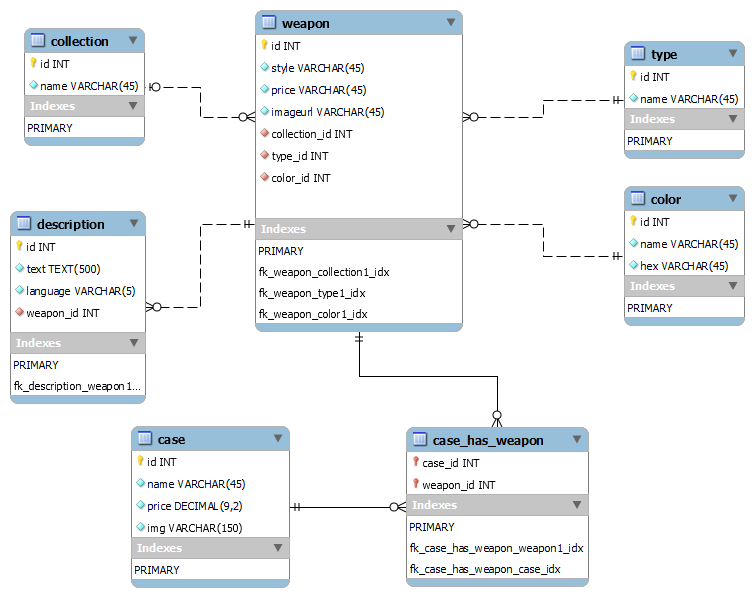 collection
id INT
name VARCHAR(45)
Indexes
PRIMARY
weapon
id INT
style VARCHAR(45)
price VARCHAR(45)
imageurl VARCHAR(45)
collection_id INT
type_id INT
color_id INT
Indexes
PRIMARY
fk_weapon_collection1_idx
fk_weapon_type1_idx
fk_weapon_color1_idx
type
id INT
name VARCHAR(45)
Indexes
PRIMARY
color
id INT
name VARCHAR(45)
hex VARCHAR(45)
Indexes
PRIMARY
description
id INT
text TEXT(500)
language VARCHAR(5)
weapon_id INT
Indexes
PRIMARY
fk_description_weapon1...
case
id INT
name VARCHAR(45)
price DECIMAL(9,2)
img VARCHAR(150)
Indexes
PRIMARY
case_has_weapon
case_id INT
weapon_id INT
Indexes
PRIMARY
fk_case_has_weapon_weapon1_idx
fk_case_has_weapon_case_idx